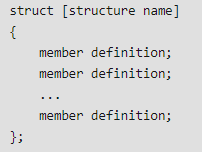 struct [structure name]
{
    member definition;
    member definition;
    ...
    member definition;
};